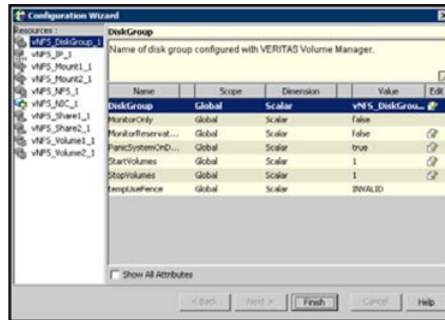 Configuration Wizard
Resources :
vNFS_DiskGroup_1
vNFS_IP_1
vNFS_Mount1_1
vNFS_Mount2_1
vNFS_NFS_1
vNFS_NIC_1
vNFS_Share1_1
vNFS_Share2_1
vNFS_Volume1_1
vNFS_Volume2_1
DiskGroup
Name of disk group configured with VERITAS Volume Manager.
Name Scope Dimension Value Edit
DiskGroup Global Scalar vNFS_DiskGrou...
MonitorOnly Global Scalar false
MonitorReservat... Global Scalar false
PanicSystemOnD... Global Scalar true
StartVolumes Global Scalar 1
StopVolumes Global Scalar 1
tempUseFence Global Scalar INVALID
Show All Attributes
< Back Next > Finish Cancel Help